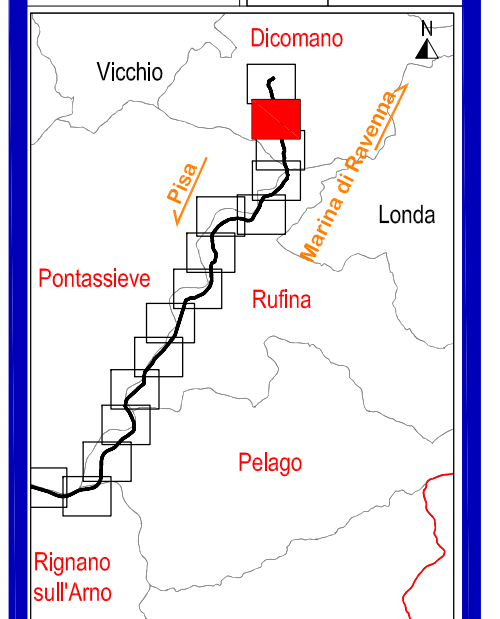 Dicomano
N
Vicchio
Marina di Ravenna
Pisa
Londa
Pontassieve
Rufina
Pelago
Rignano
sull'Arno